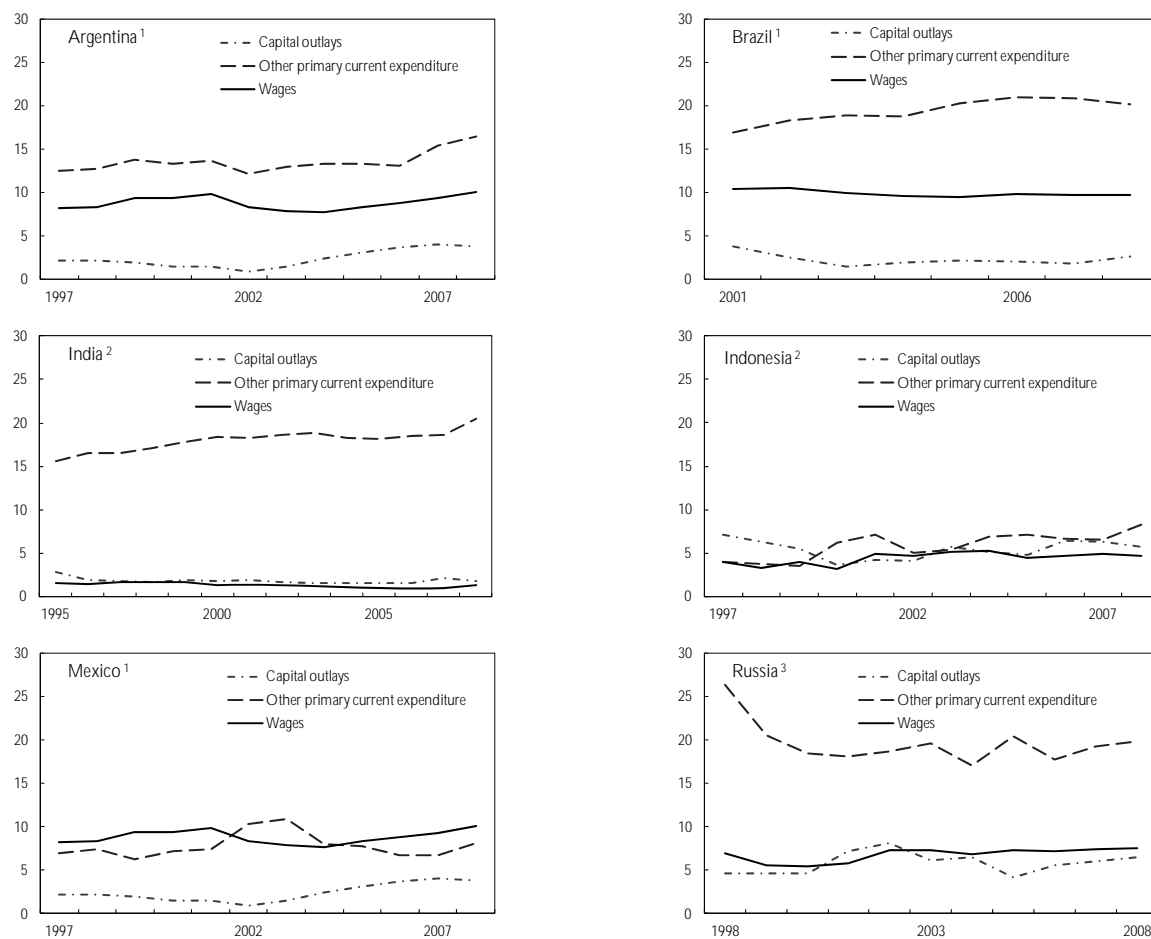 Argentina 1
Capital outlays
Other primary current expenditure
Wages
30
25
20
15
10
5
0
1997 2002 2007
Brazil 1
Capital outlays
Other primary current expenditure
Wages
30
25
20
15
10
5
0
2001 2006
India 2
Capital outlays
Other primary current expenditure
Wages
30
25
20
15
10
5
0
1995 2000 2005
Indonesia 2
Capital outlays
Other primary current expenditure
Wages
30
25
20
15
10
5
0
1997 2002 2007
Mexico 1
Capital outlays
Other primary current expenditure
Wages
30
25
20
15
10
5
0
1997 2002 2007
Russia 3
Capital outlays
Other primary current expenditure
Wages
30
25
20
15
10
5
0
1998 2003 2008